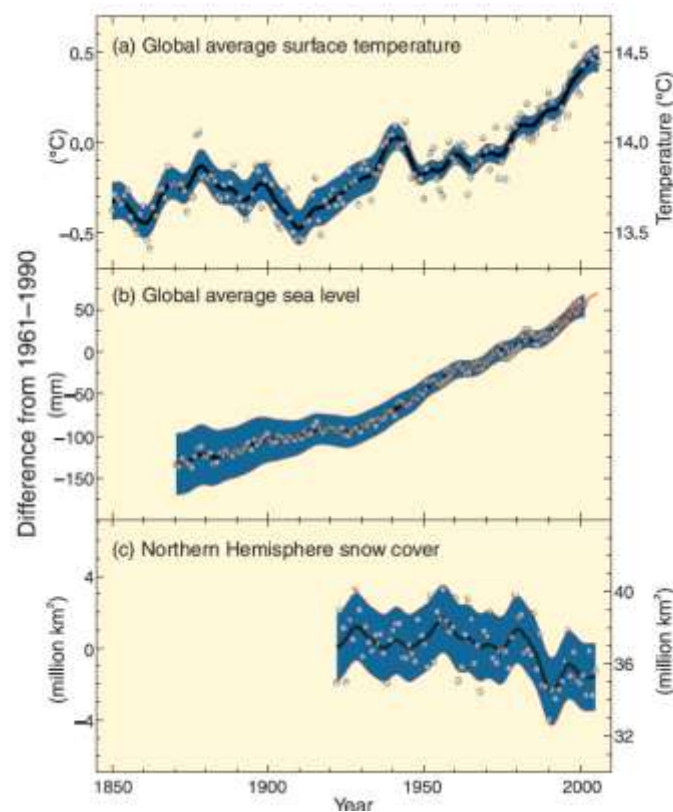 (a) Global average surface temperature
0.5
0.0
−0.5
(°C)
14.5
14.0
13.5
Temperature (°C)
Difference from 1961–1990
(b) Global average sea level
50
0
−50
−100
−150
(mm)
(c) Northern Hemisphere snow cover
4
0
−4
(million km²)
40
36
32
(million km²)
1850
1900
1950
2000
Year